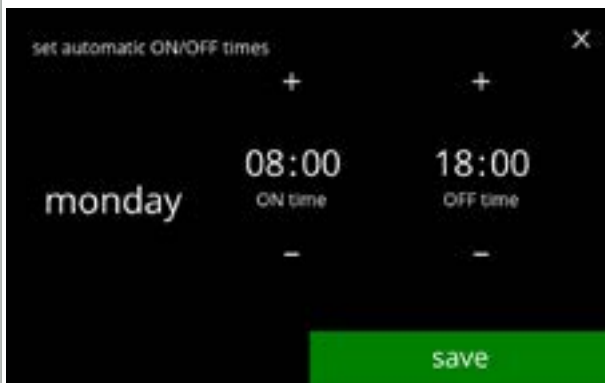 set automatic ON/OFF times
×
+ +
08:00 18:00
monday
ON time OFF time
– –
save